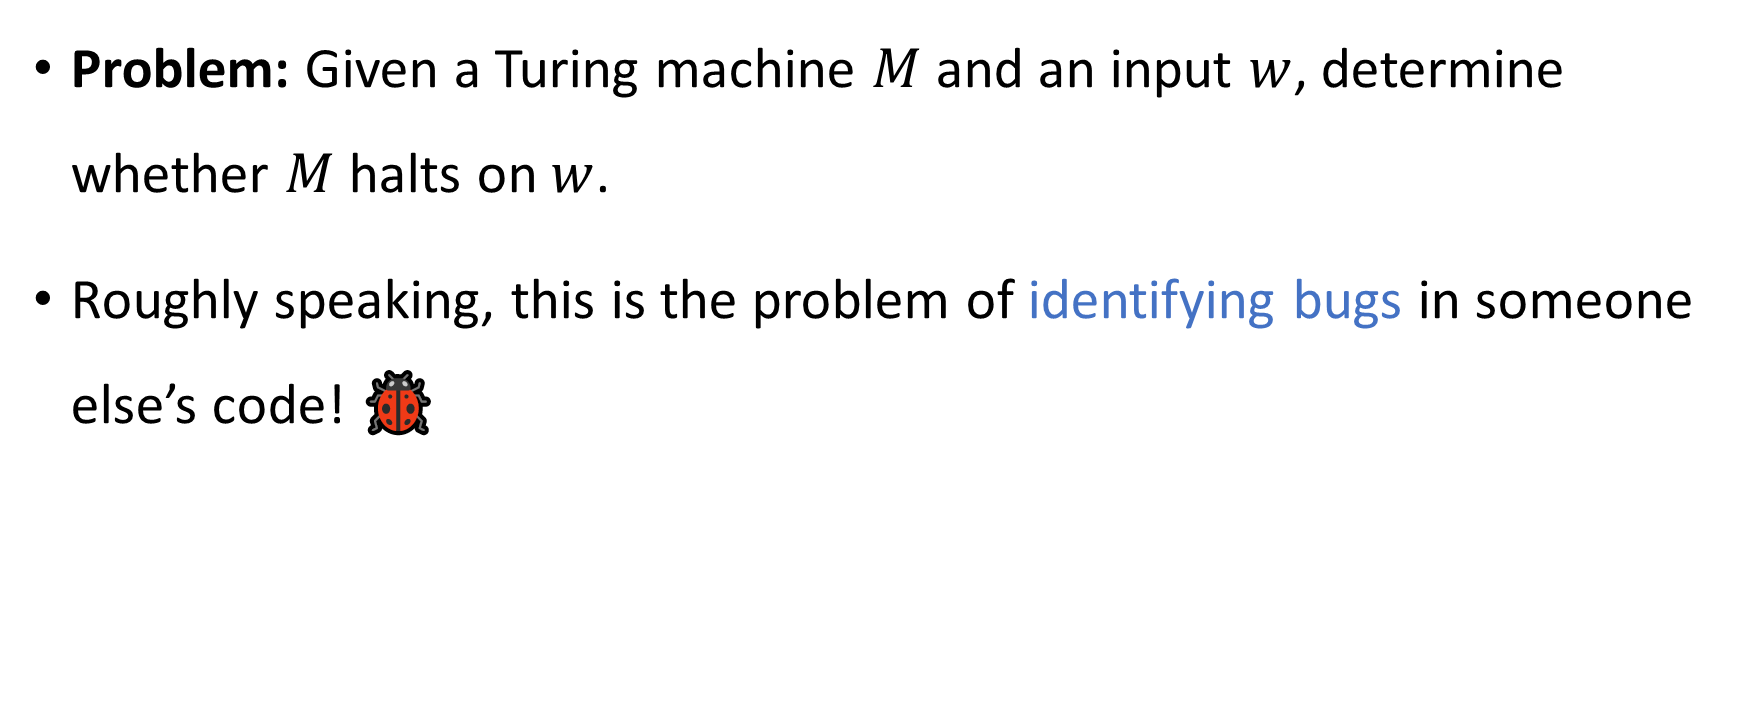 • Problem: Given a Turing machine 𝑀 and an input 𝑤, determine
whether 𝑀 halts on 𝑤.
• Roughly speaking, this is the problem of identifying bugs in someone
else’s code! 🐞